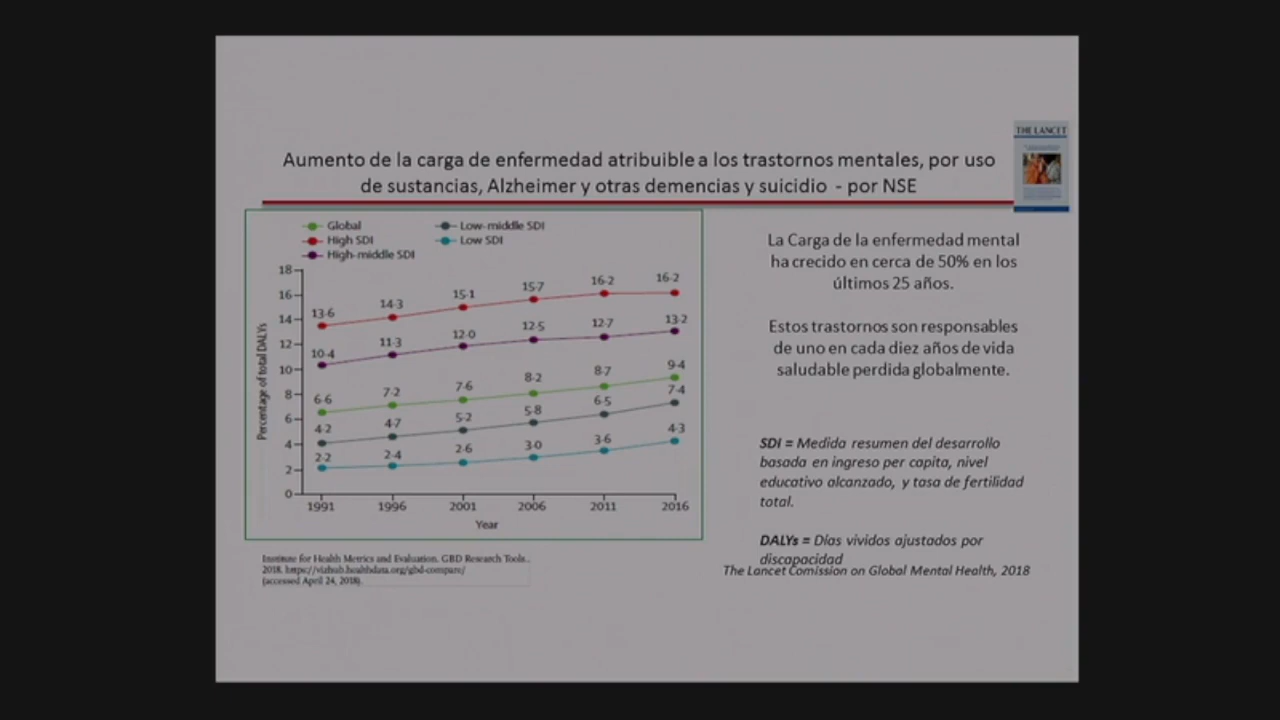 THE LANCET
Aumento de la carga de enfermedad atribuible a los trastornos mentales, por uso
de sustancias, Alzheimer y otras demencias y suicidio - por NSE
Global
High SDI
High-middle SDI
Low-middle SDI
Low SDI
Percentage of total DALYs
18
16
14
12
10
8
6
4
2
0
13·6 14·3 15·1 15·7 16·2 16·2
10·4 11·3 12·0 12·5 12·7 13·2
6·6 7·2 7·6 8·2 8·7 9·4
4·2 4·7 5·2 5·8 6·5 7·4
2·2 2·4 2·6 3·0 3·6 4·3
1991 1996 2001 2006 2011 2016
Year
Institute for Health Metrics and Evaluation. GBD Research Tools..
2018. https://vizhub.healthdata.org/gbd-compare/
(accessed April 24, 2018).
La Carga de la enfermedad mental
ha crecido en cerca de 50% en los
últimos 25 años.
Estos trastornos son responsables
de uno en cada diez años de vida
saludable perdida globalmente.
SDI = Medida resumen del desarrollo
basada en ingreso per capita, nivel
educativo alcanzado, y tasa de fertilidad
total.
DALYs = Días vividos ajustados por
discapacidad
The Lancet Comission on Global Mental Health, 2018